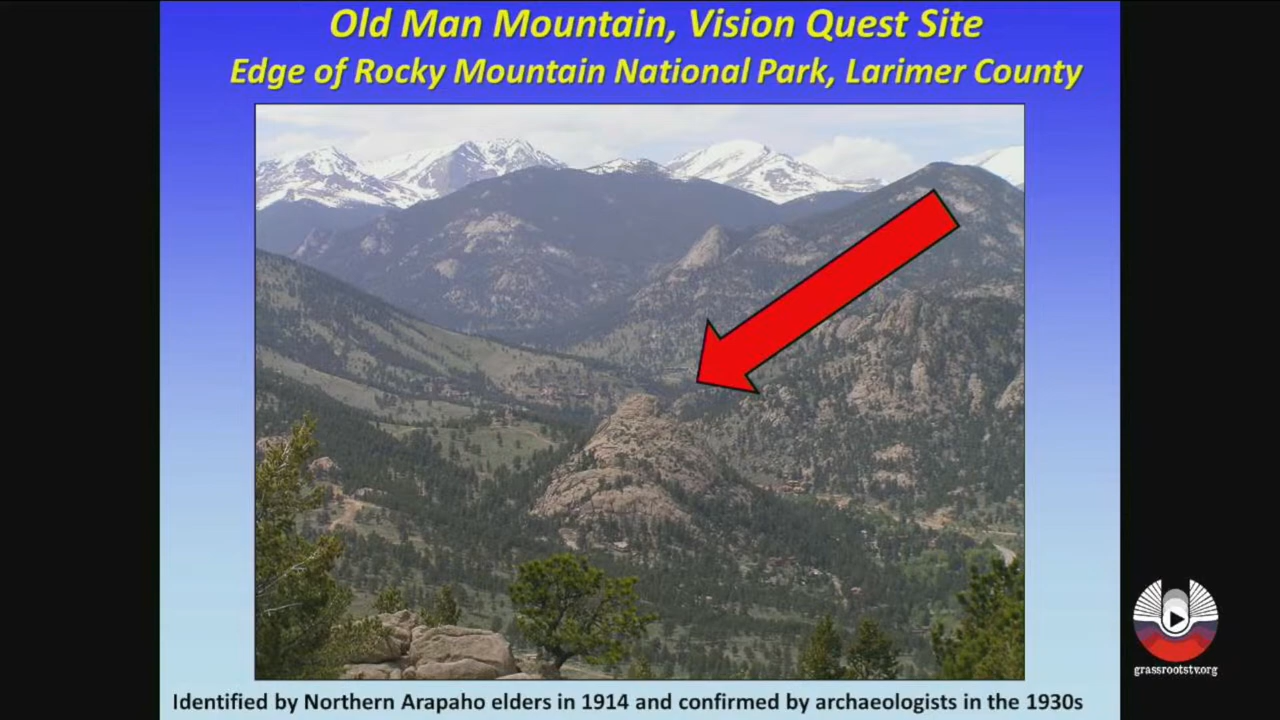 Old Man Mountain, Vision Quest Site
Edge of Rocky Mountain National Park, Larimer County
Identified by Northern Arapaho elders in 1914 and confirmed by archaeologists in the 1930s
grassrootstv.org